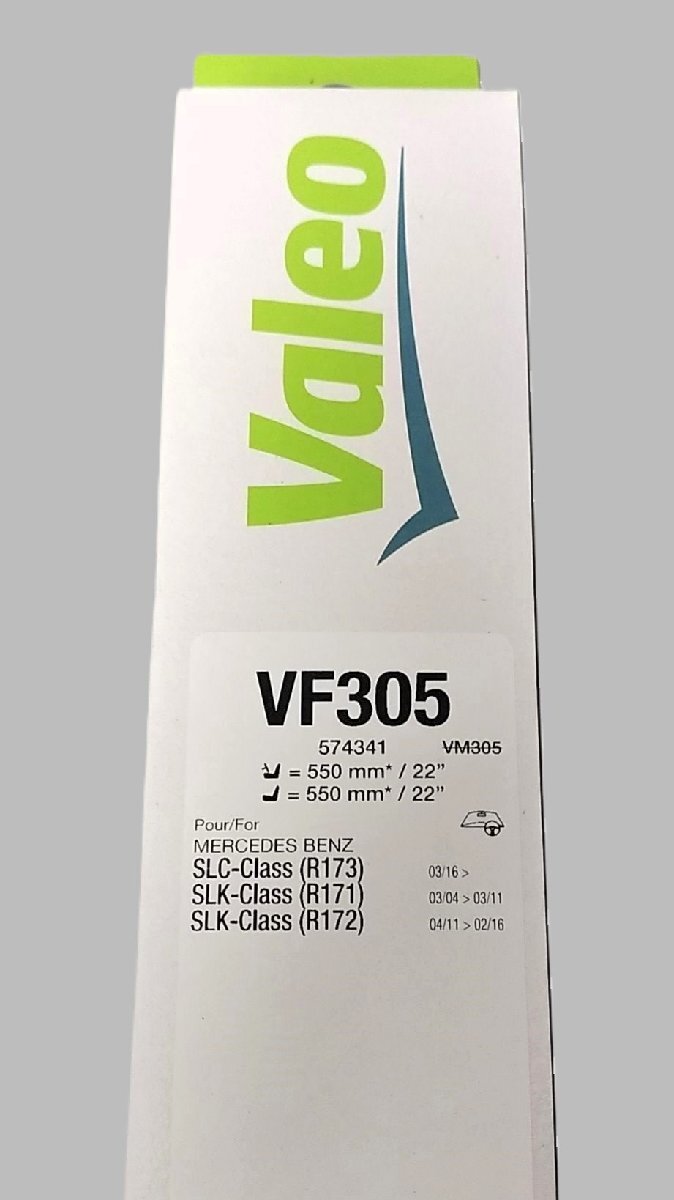 Valeo
VF305
574341 VM305
= 550 mm* / 22”
= 550 mm* / 22”
Pour/For
MERCEDES BENZ
SLC-Class (R173) 03/16 >
SLK-Class (R171) 03/04 > 03/11
SLK-Class (R172) 04/11 > 02/16